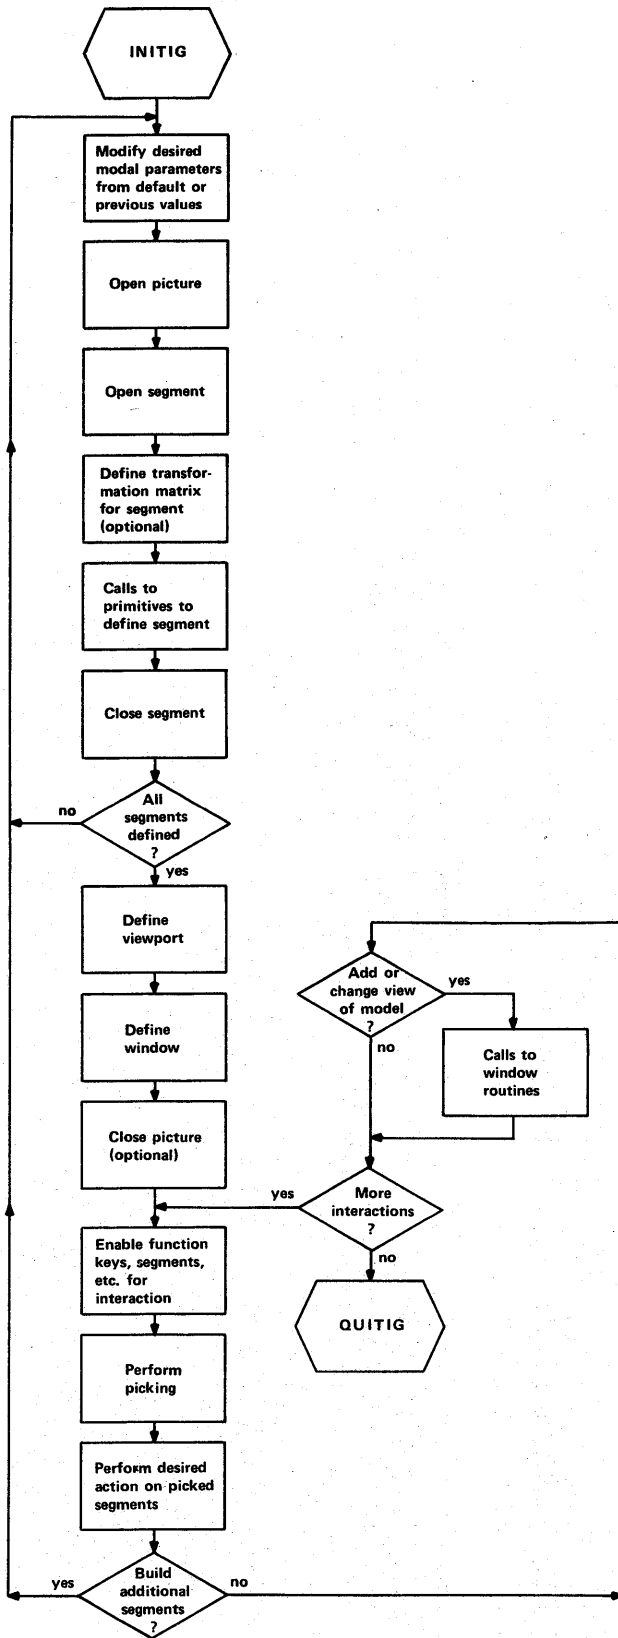 INITIG
Modify desired
modal parameters
from default or
previous values
Open picture
Open segment
Define transfor-
mation matrix
for segment
(optional)
Calls to
primitives to
define segment
Close segment
All
segments
defined
?
no
yes
Define
viewport
Define
window
Close picture
(optional)
Enable function
keys, segments,
etc. for
interaction
Perform
picking
Perform desired
action on picked
segments
Build
additional
segments
?
yes
no
Add or
change view
of model
?
yes
no
Calls to
window
routines
More
interactions
?
yes
no
QUITIG